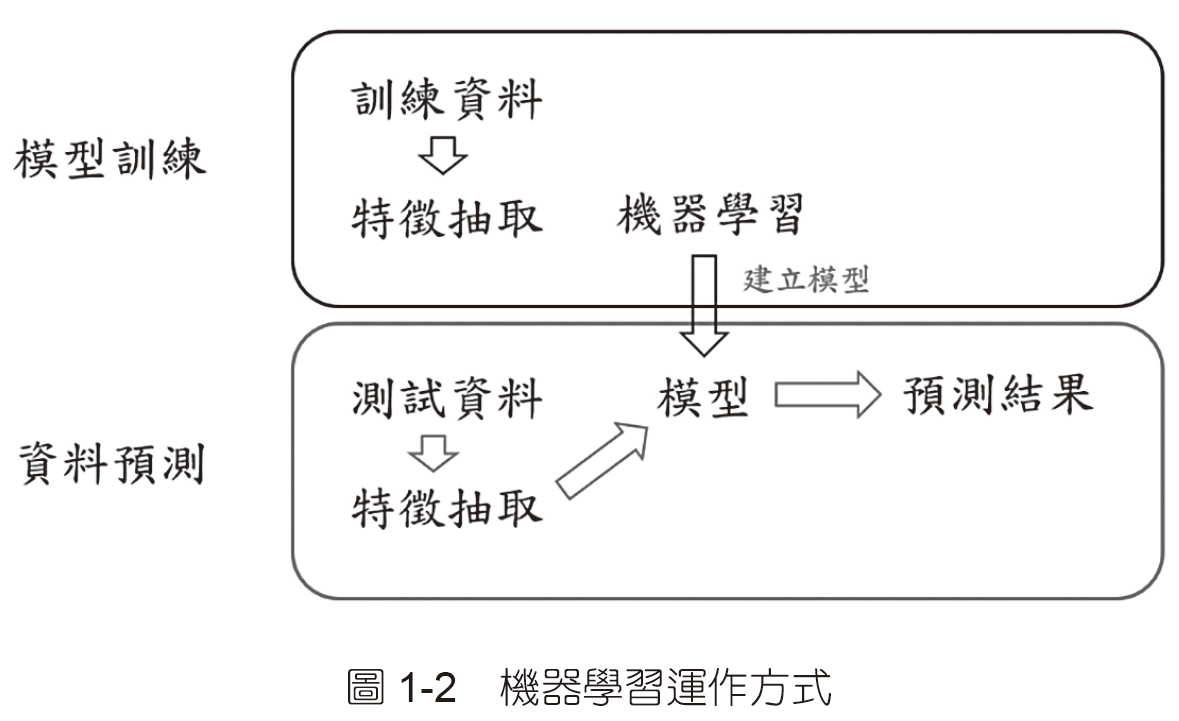 模型訓練
訓練資料
特徵抽取
機器學習
建立模型
資料預測
測試資料
特徵抽取
模型
預測結果
圖 1-2 機器學習運作方式